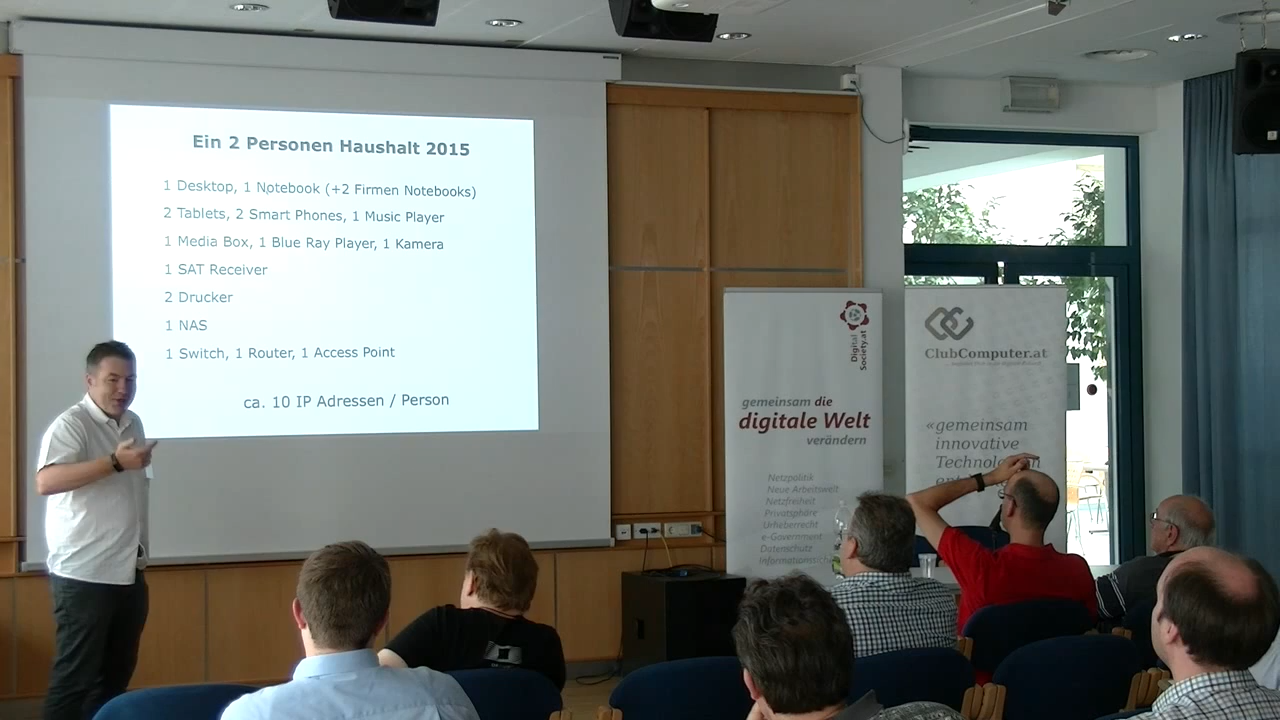 Ein 2 Personen Haushalt 2015
1 Desktop, 1 Notebook (+2 Firmen Notebooks)
2 Tablets, 2 Smart Phones, 1 Music Player
1 Media Box, 1 Blue Ray Player, 1 Kamera
1 SAT Receiver
2 Drucker
1 NAS
1 Switch, 1 Router, 1 Access Point
ca. 10 IP Adressen / Person
Digital
Society.at
gemeinsam die
digitale Welt
verändern
Netzpolitik
Neue Arbeitswelt
Netzfreiheit
Privatsphäre
Urheberrecht
e-Government
Datenschutz
ClubComputer.at
«gemeinsam
innovative